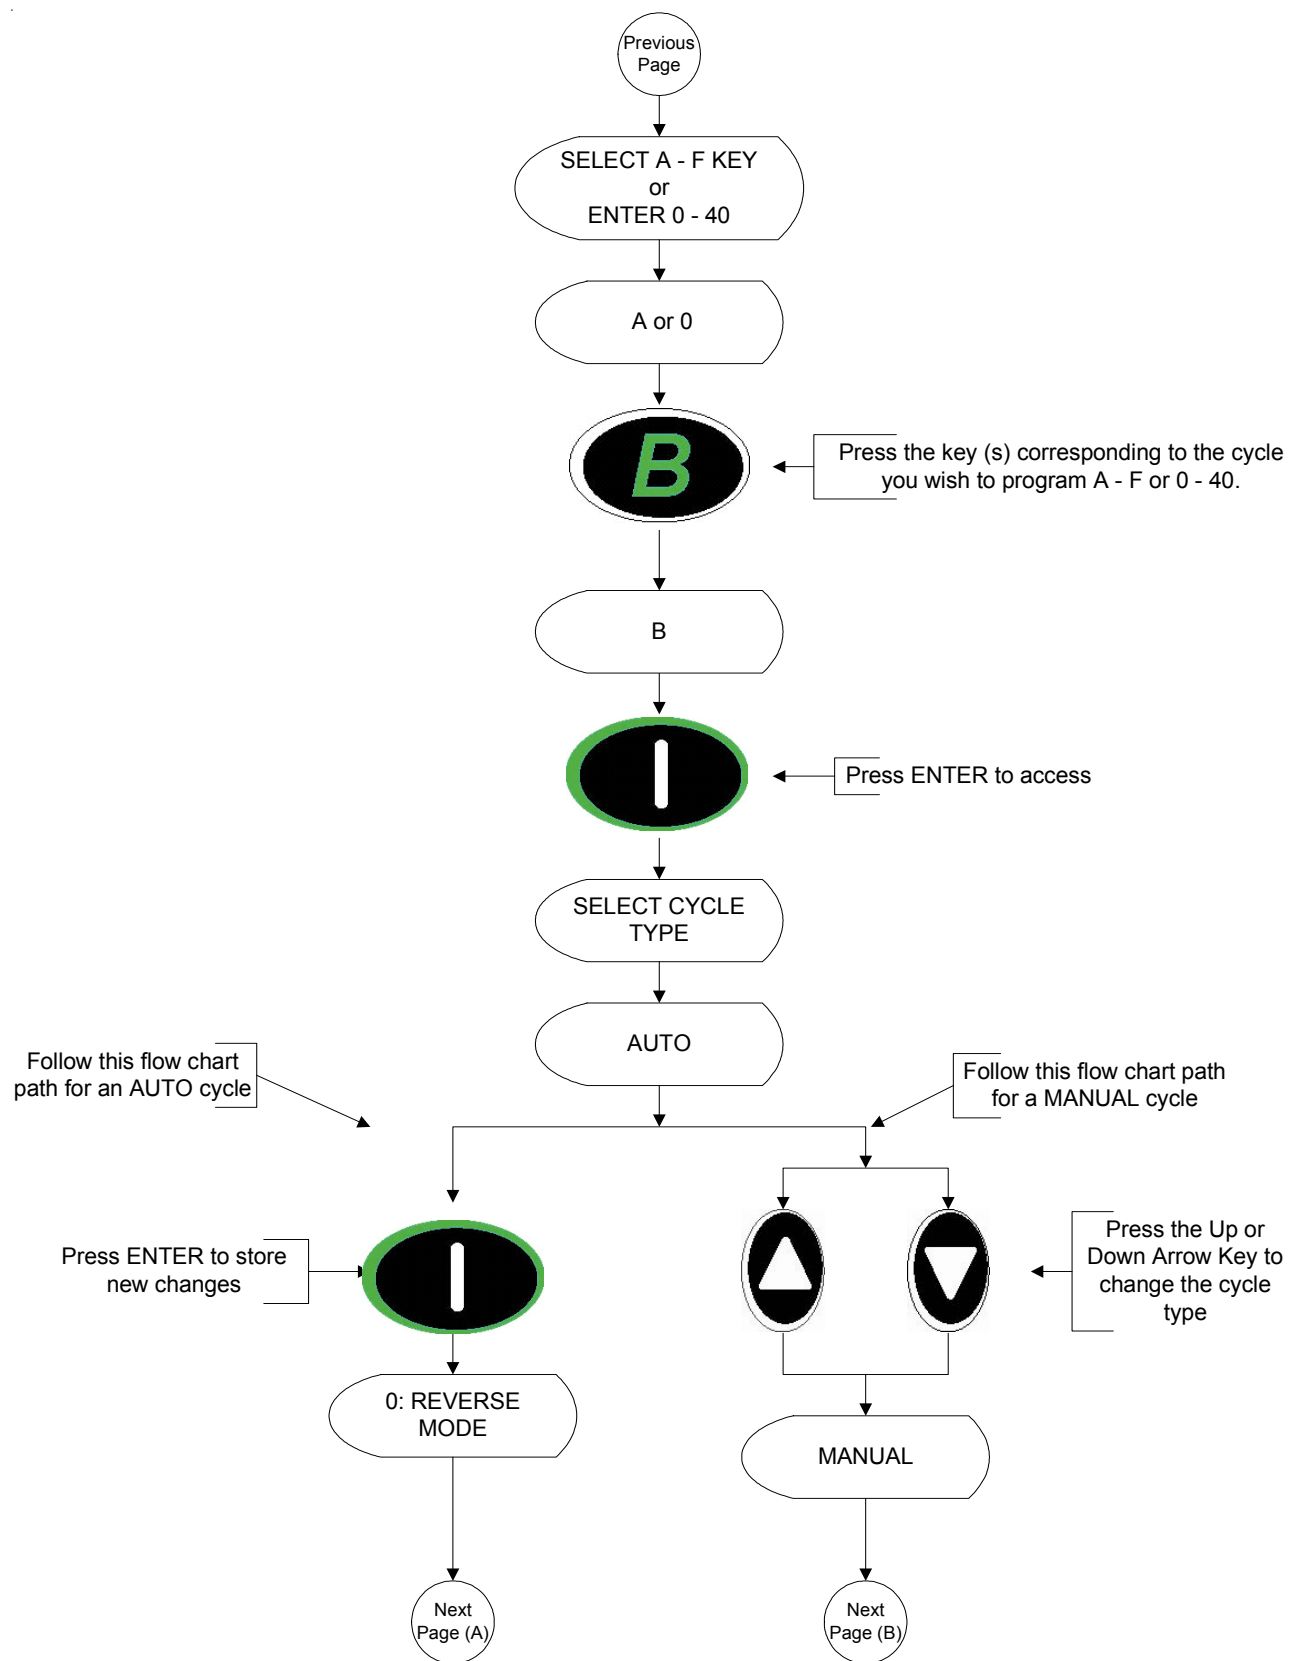 Previous
Page
SELECT A - F KEY
or
ENTER 0 - 40
A or 0
B
Press the key (s) corresponding to the cycle
you wish to program A - F or 0 - 40.
B
Press ENTER to access
SELECT CYCLE
TYPE
AUTO
Follow this flow chart
path for an AUTO cycle
Follow this flow chart path
for a MANUAL cycle
Press ENTER to store
new changes
Press the Up or
Down Arrow Key to
change the cycle
type
0: REVERSE
MODE
MANUAL
Next
Page (A)
Next
Page (B)